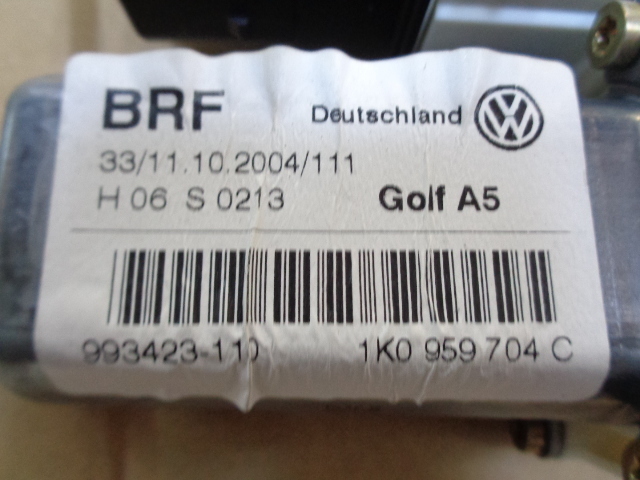 BRF Deutschland
33/11.10.2004/111
H 06 S 0213 Golf A5
993423-110 1K0 959 704 C